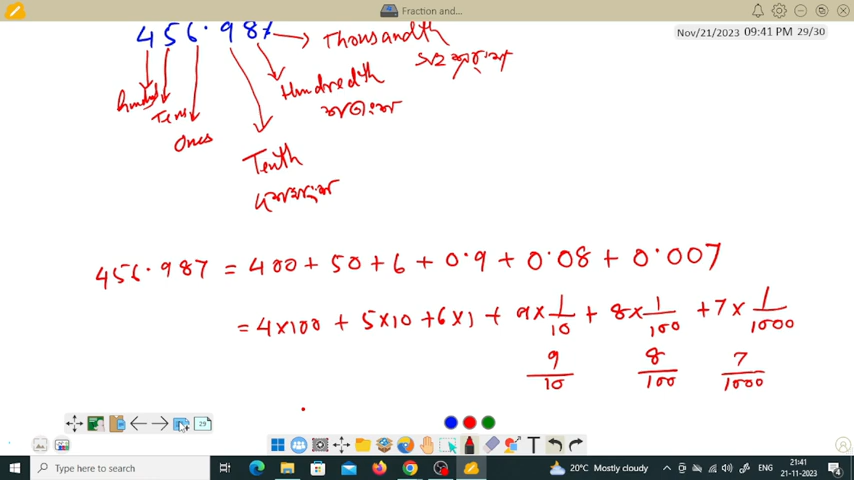 Fraction and...
Nov/21/2023 09:41 PM 29/30
456.987
Thousandth
Hundredth
Tens
Ones
Tenth
456.987 = 400 + 50 + 6 + 0.9 + 0.08 + 0.007
= 4×100 + 5×10 + 6×1 + 9×1/10 + 8×1/100 + 7×1/1000
9/10 8/100 7/1000
29
T
Type here to search
20°C Mostly cloudy
ENG
21:41
21-11-2023
4